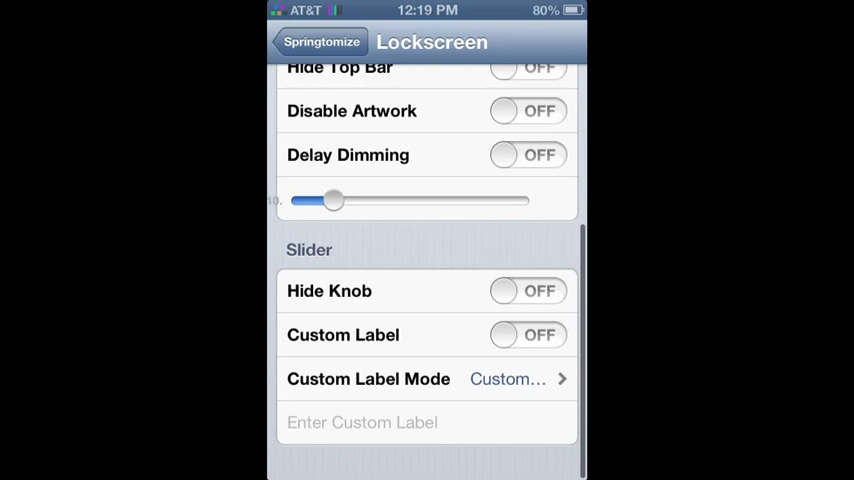 AT&T 12:19 PM 80%
Springtomize Lockscreen
Hide Top Bar OFF
Disable Artwork OFF
Delay Dimming OFF
10.
Slider
Hide Knob OFF
Custom Label OFF
Custom Label Mode Custom...
Enter Custom Label